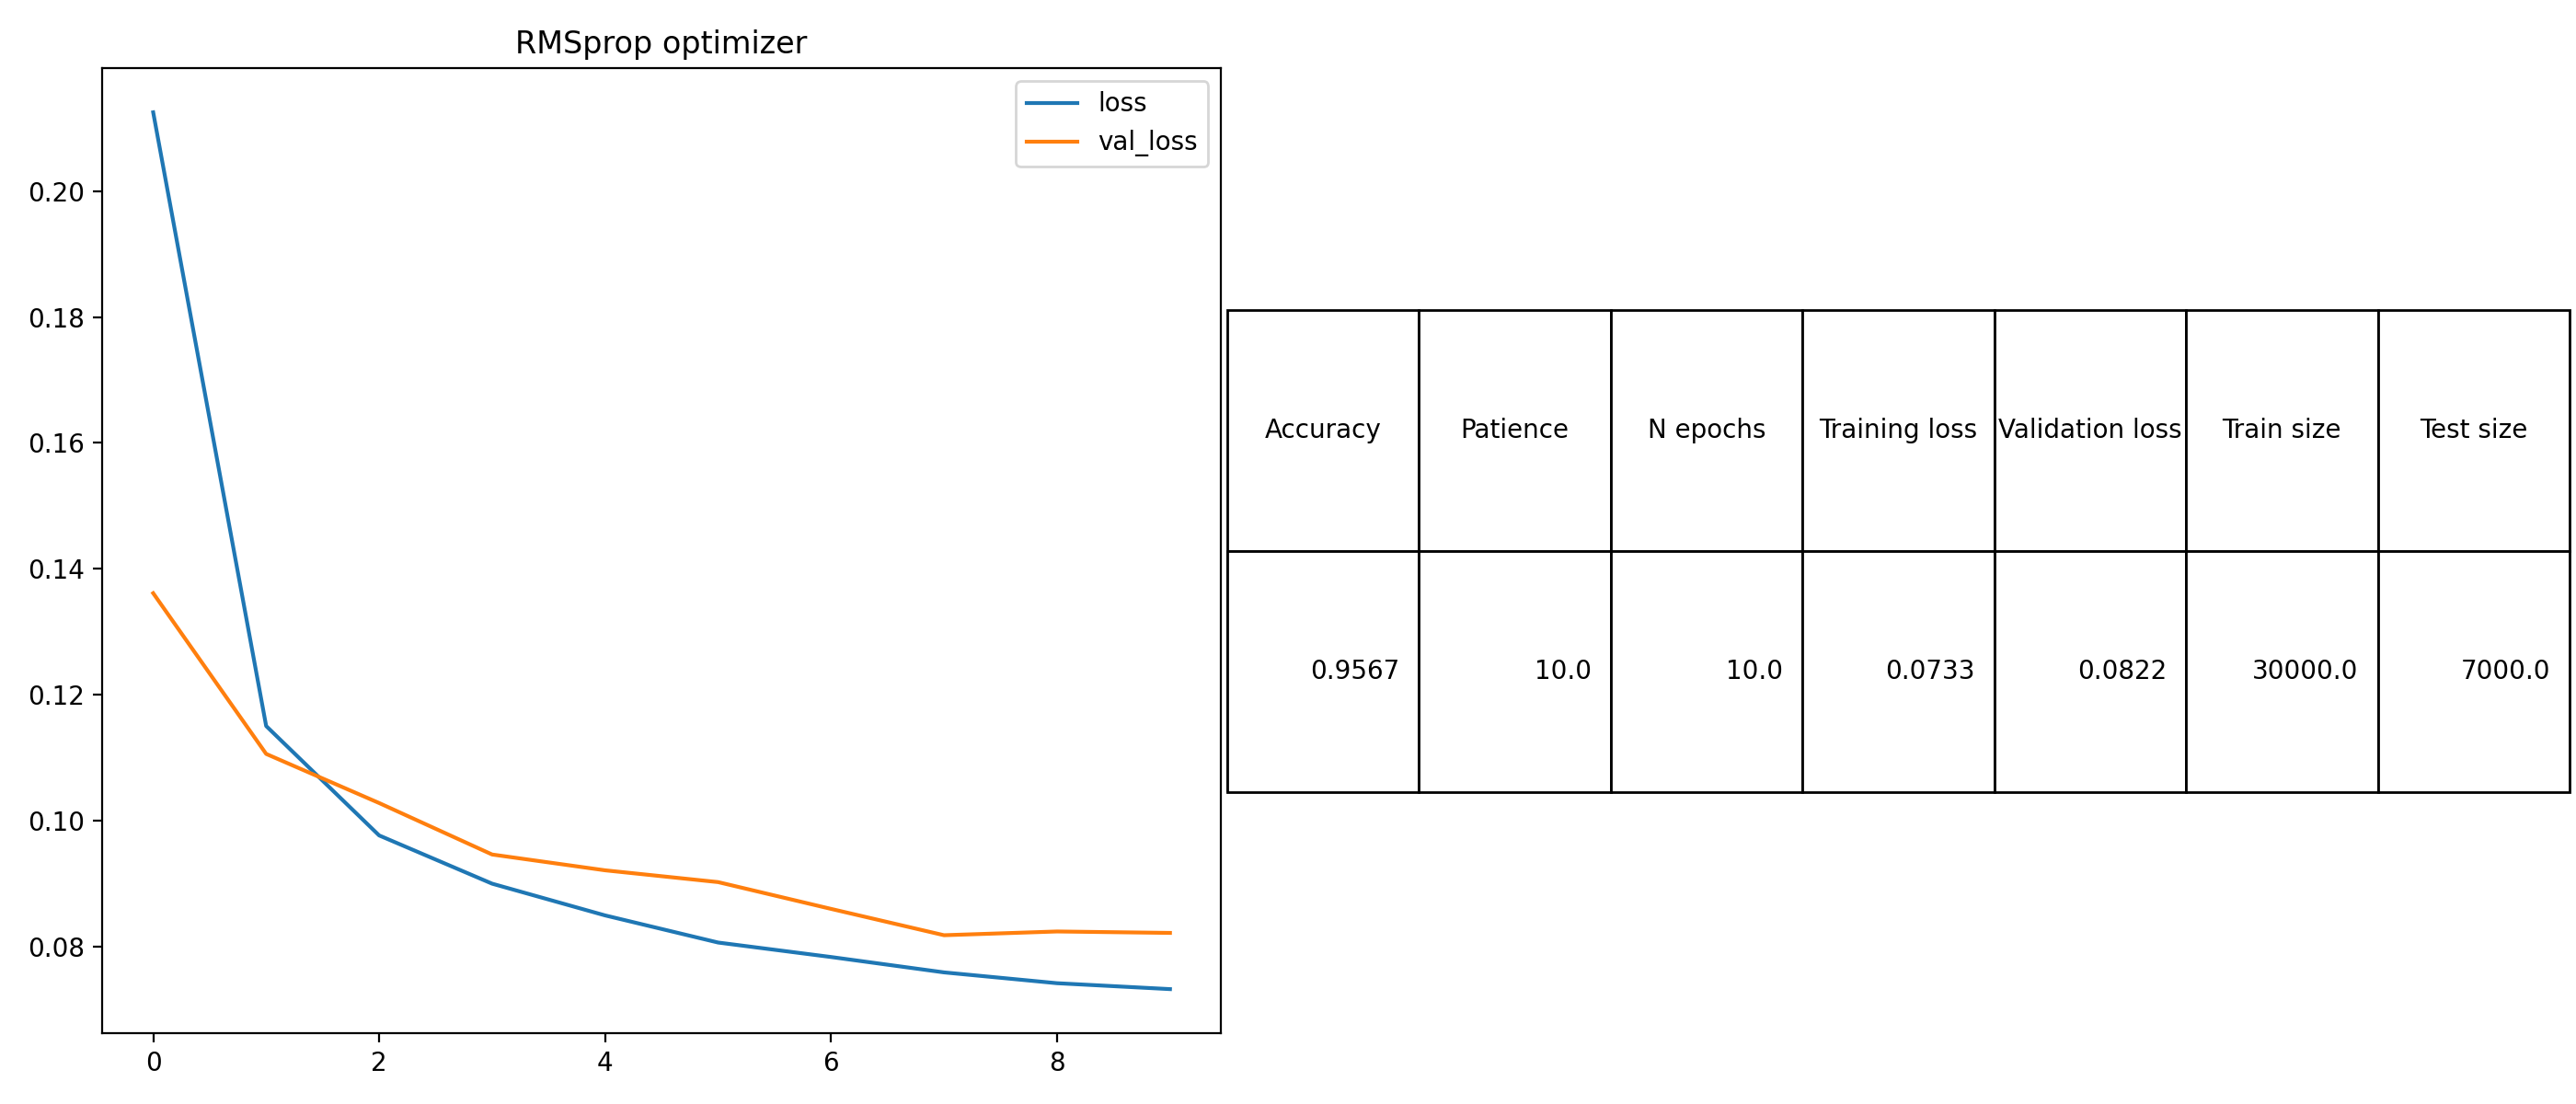 RMSprop optimizer
loss
val_loss
0.20
0.18
0.16
0.14
0.12
0.10
0.08
0 2 4 6 8
Accuracy Patience N epochs Training loss Validation loss Train size Test size
0.9567 10.0 10.0 0.0733 0.0822 30000.0 7000.0